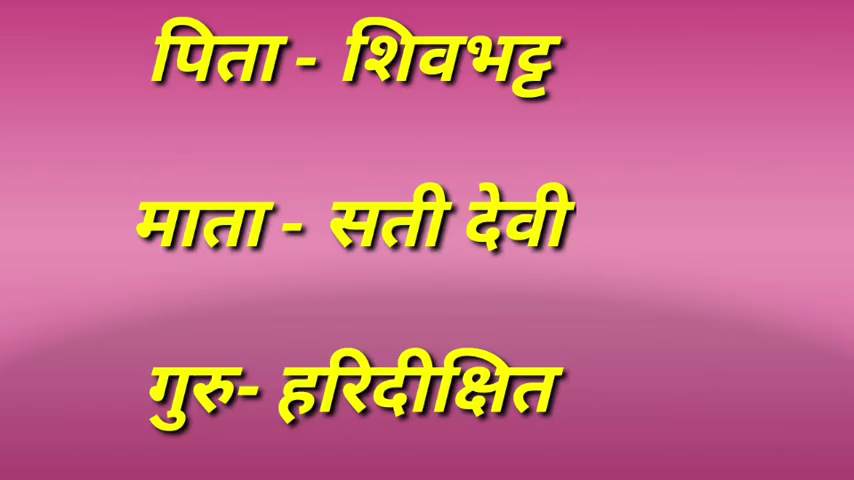 पिता - शिवभट्ट
माता - सती देवी
गुरु- हरिदीक्षित